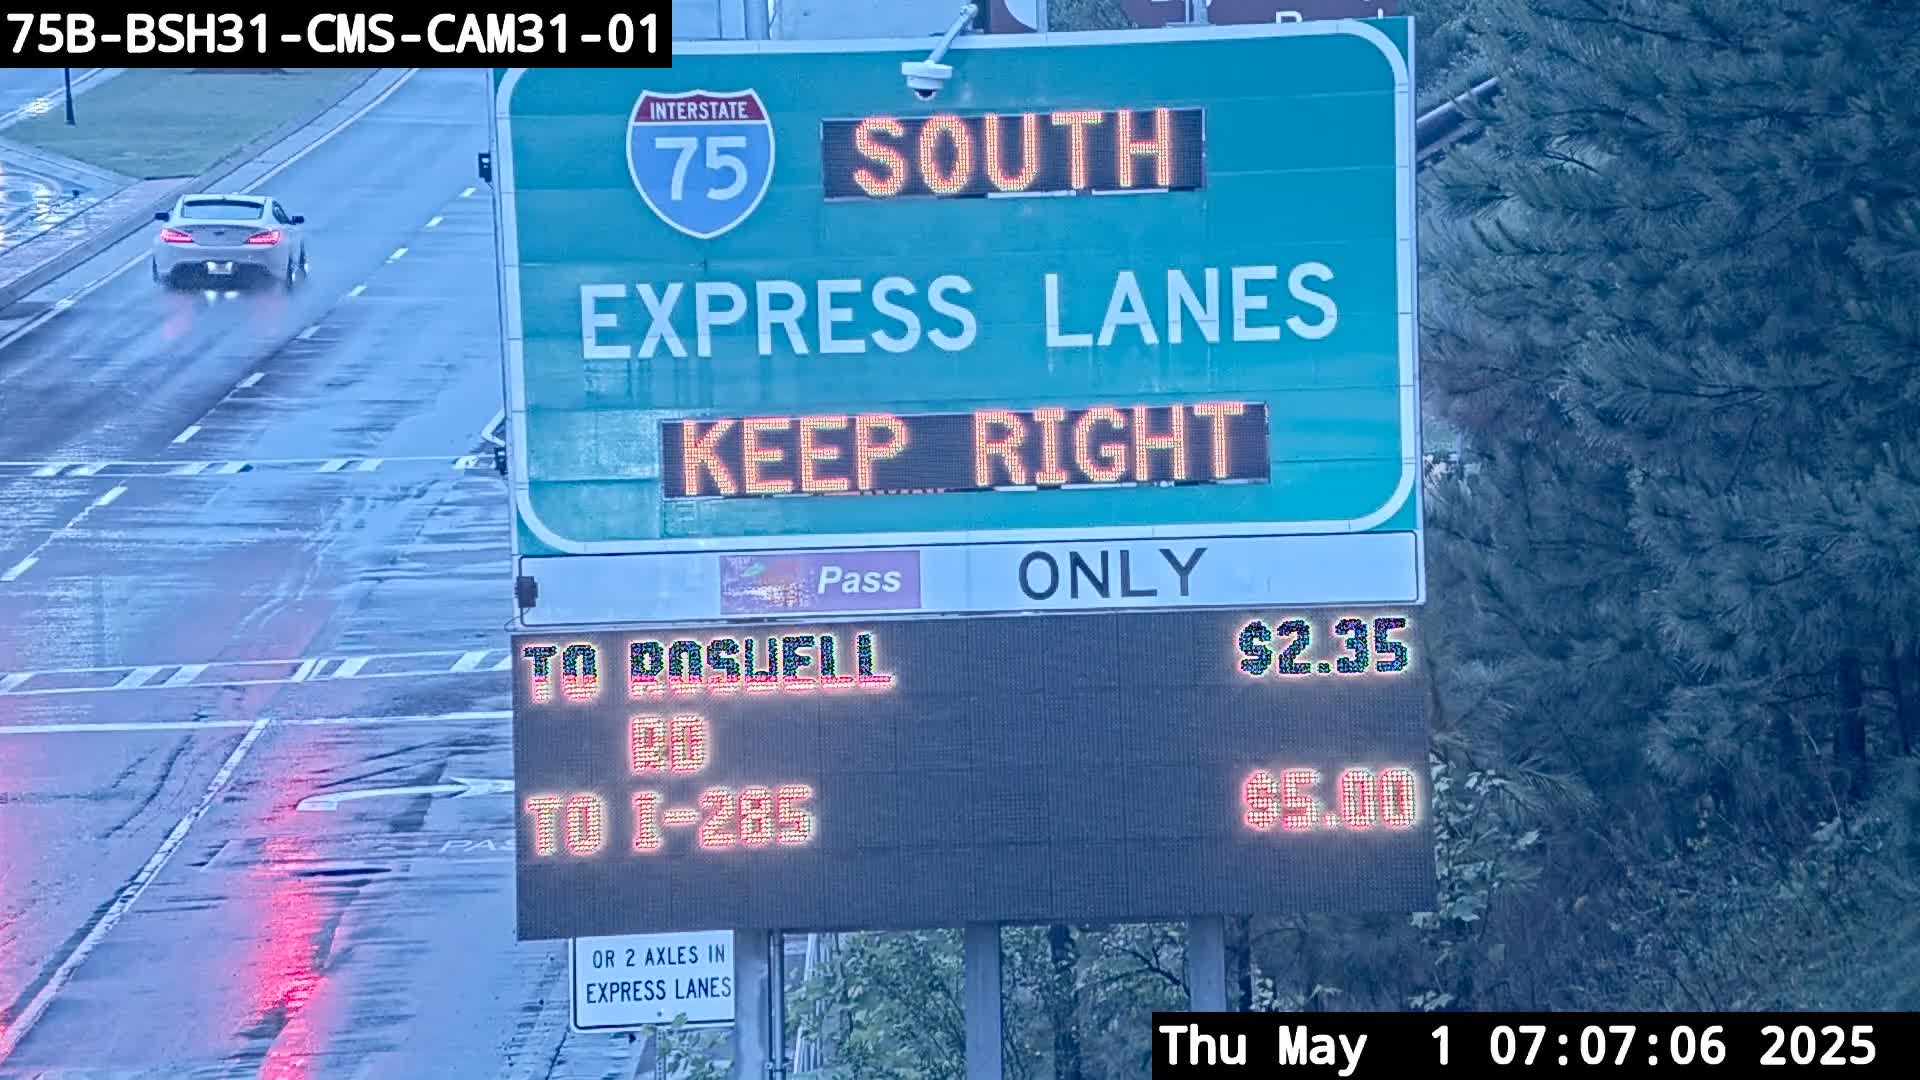 75B-BSH31-CMS-CAM31-01
INTERSTATE
75
SOUTH
EXPRESS LANES
KEEP RIGHT
Pass
ONLY
TO ROSWELL $2.35
RD
TO I-285 $5.00
OR 2 AXLES IN
EXPRESS LANES
Thu May 1 07:07:06 2025